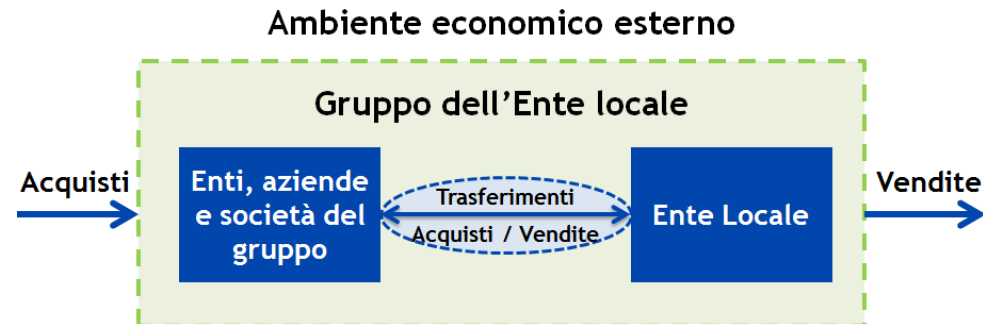 Ambiente economico esterno
Gruppo dell'Ente locale
Acquisti
Enti, aziende
e società del
gruppo
Trasferimenti
Acquisti / Vendite
Ente Locale
Vendite